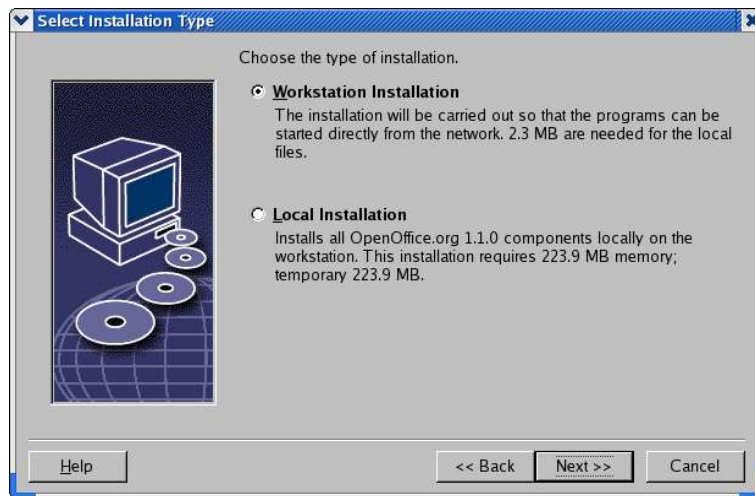 Select Installation Type
Choose the type of installation.
Workstation Installation
The installation will be carried out so that the programs can be
started directly from the network. 2.3 MB are needed for the local
files.
Local Installation
Installs all OpenOffice.org 1.1.0 components locally on the
workstation. This installation requires 223.9 MB memory;
temporary 223.9 MB.
Help
<< Back
Next >>
Cancel